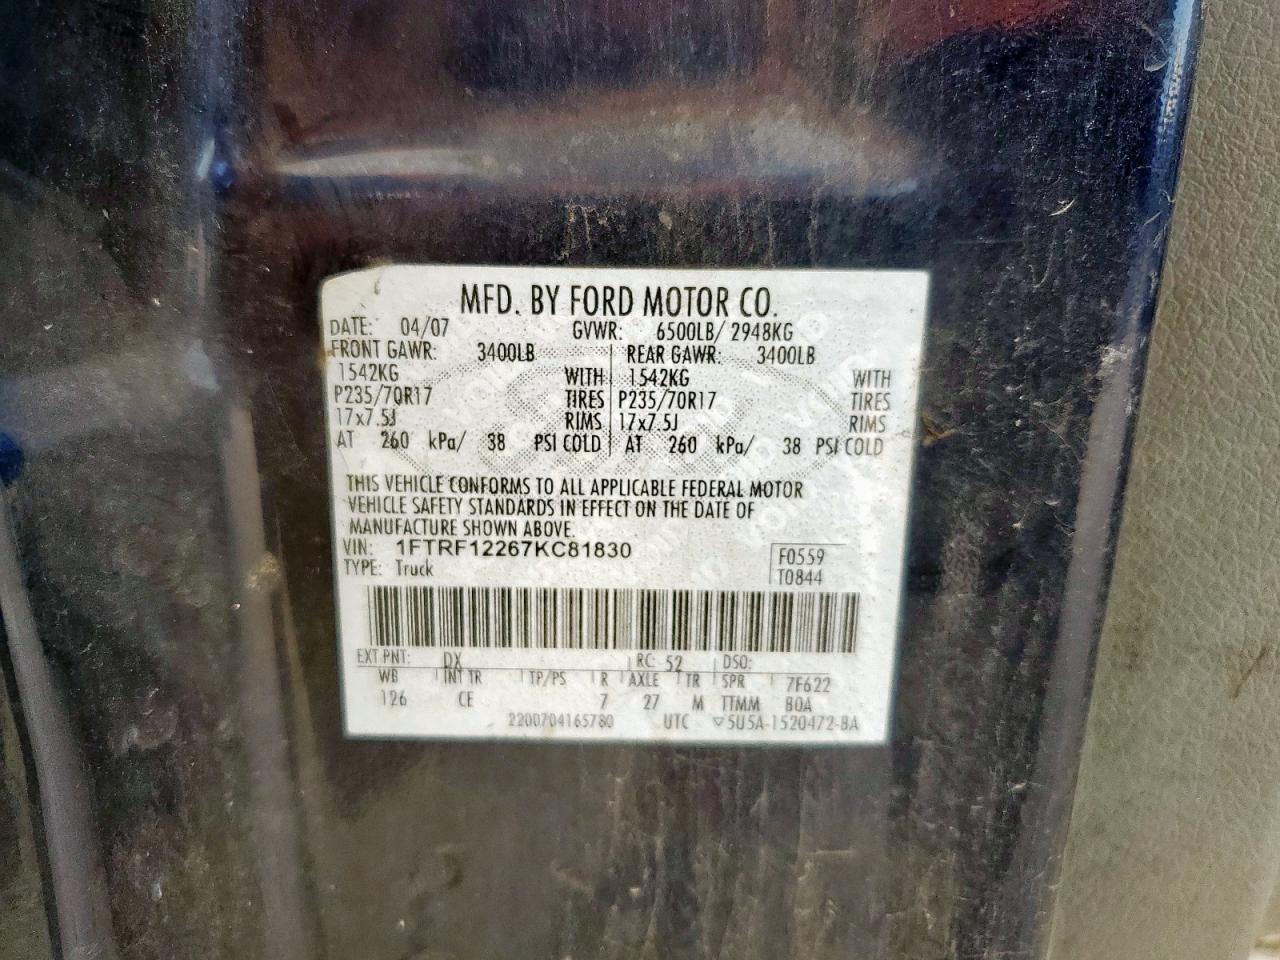 MFD. BY FORD MOTOR CO.
DATE: 04/07 GVWR: 6500LB/ 2948KG
FRONT GAWR: 3400LB REAR GAWR: 3400LB
1542KG WITH 1542KG WITH
P235/70R17 TIRES P235/70R17 TIRES
17x7.5J RIMS 17x7.5J RIMS
AT 260 kPa/ 38 PSI COLD AT 260 kPa/ 38 PSI COLD
THIS VEHICLE CONFORMS TO ALL APPLICABLE FEDERAL MOTOR
VEHICLE SAFETY STANDARDS IN EFFECT ON THE DATE OF
MANUFACTURE SHOWN ABOVE.
VIN: 1FTRF12267KC81830 F0559
TYPE: Truck T0844
EXT PNT: DX RC: 52 DSO:
WB INT TR TP/PS R AXLE TR SPR 7F622
126 CE 7 27 M TTMM BOA
2200704165780 UTC ▽5U5A-1520472-BA